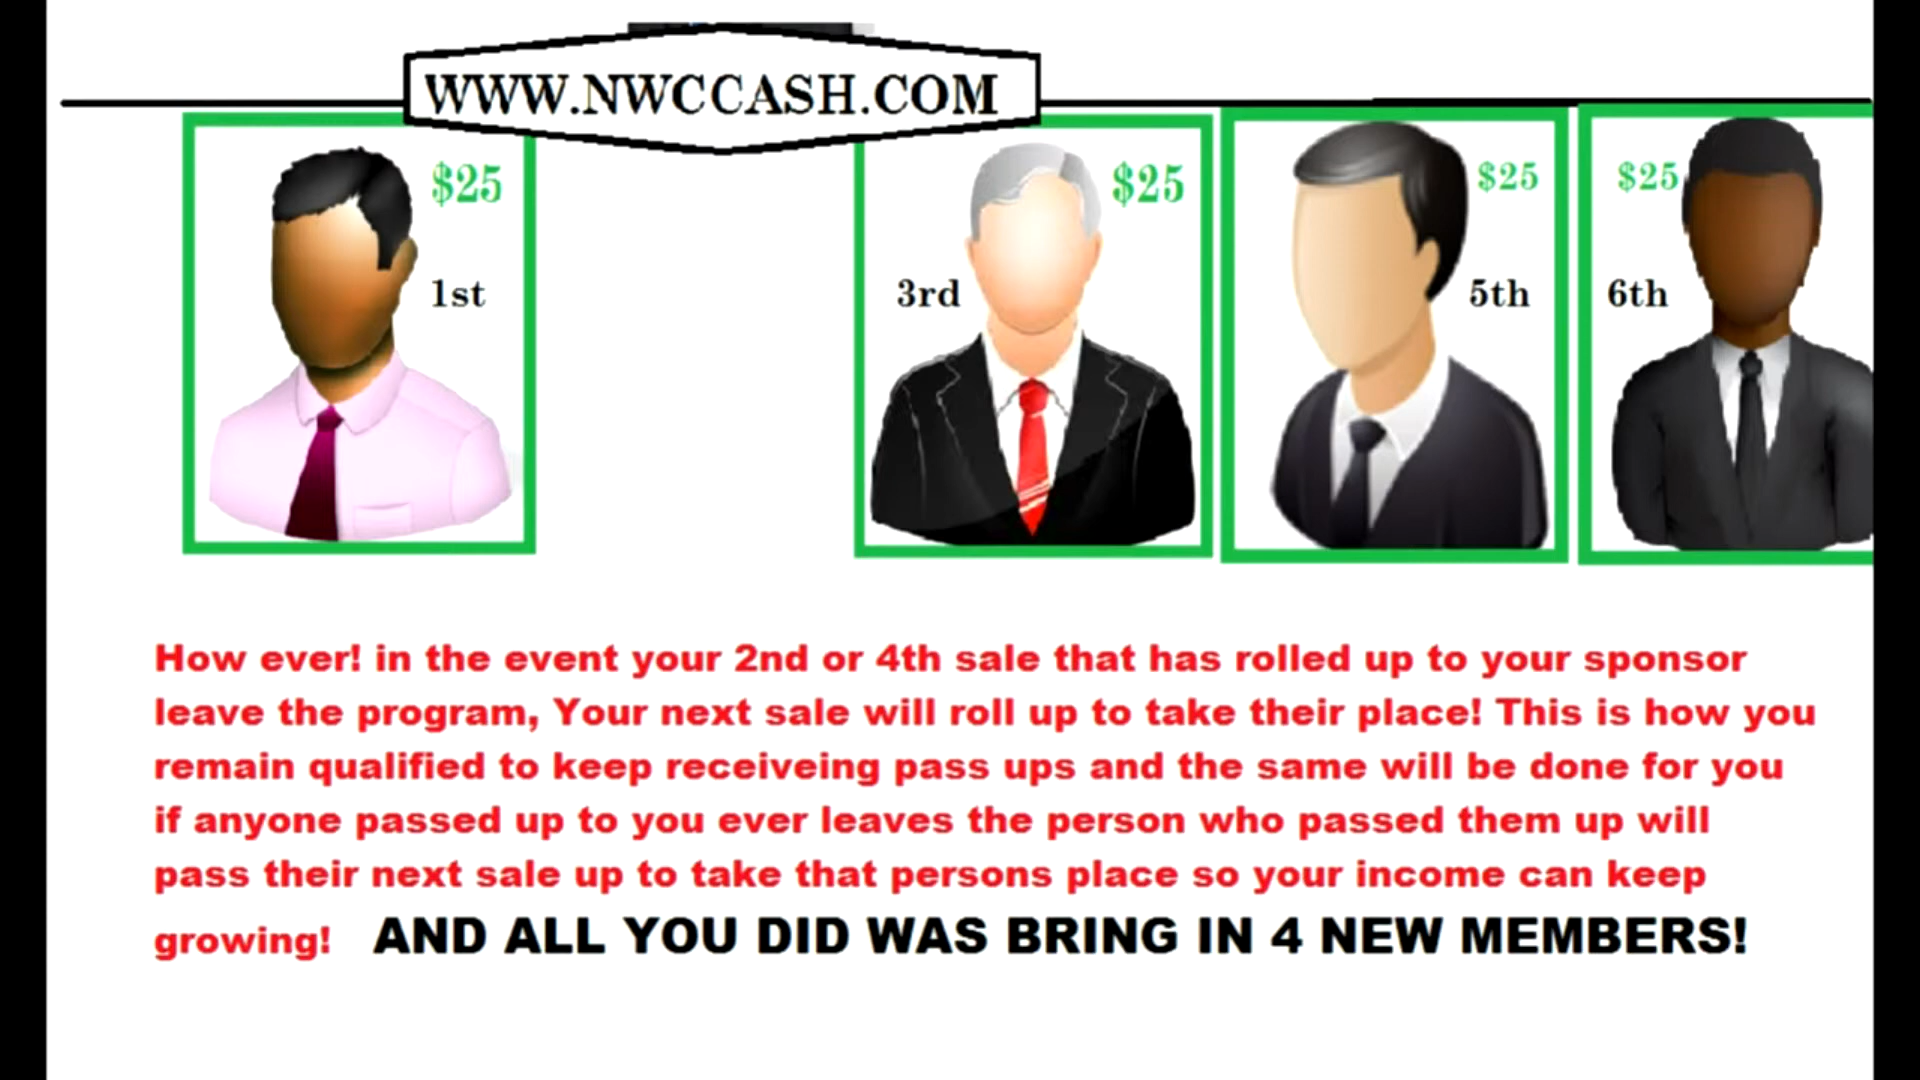 WWW.NWCCASH.COM
$25
$25
$25
$25
1st
3rd
5th
6th
How ever! in the event your 2nd or 4th sale that has rolled up to your sponsor
leave the program, Your next sale will roll up to take their place! This is how you
remain qualified to keep receiveing pass ups and the same will be done for you
if anyone passed up to you ever leaves the person who passed them up will
pass their next sale up to take that persons place so your income can keep
growing! AND ALL YOU DID WAS BRING IN 4 NEW MEMBERS!